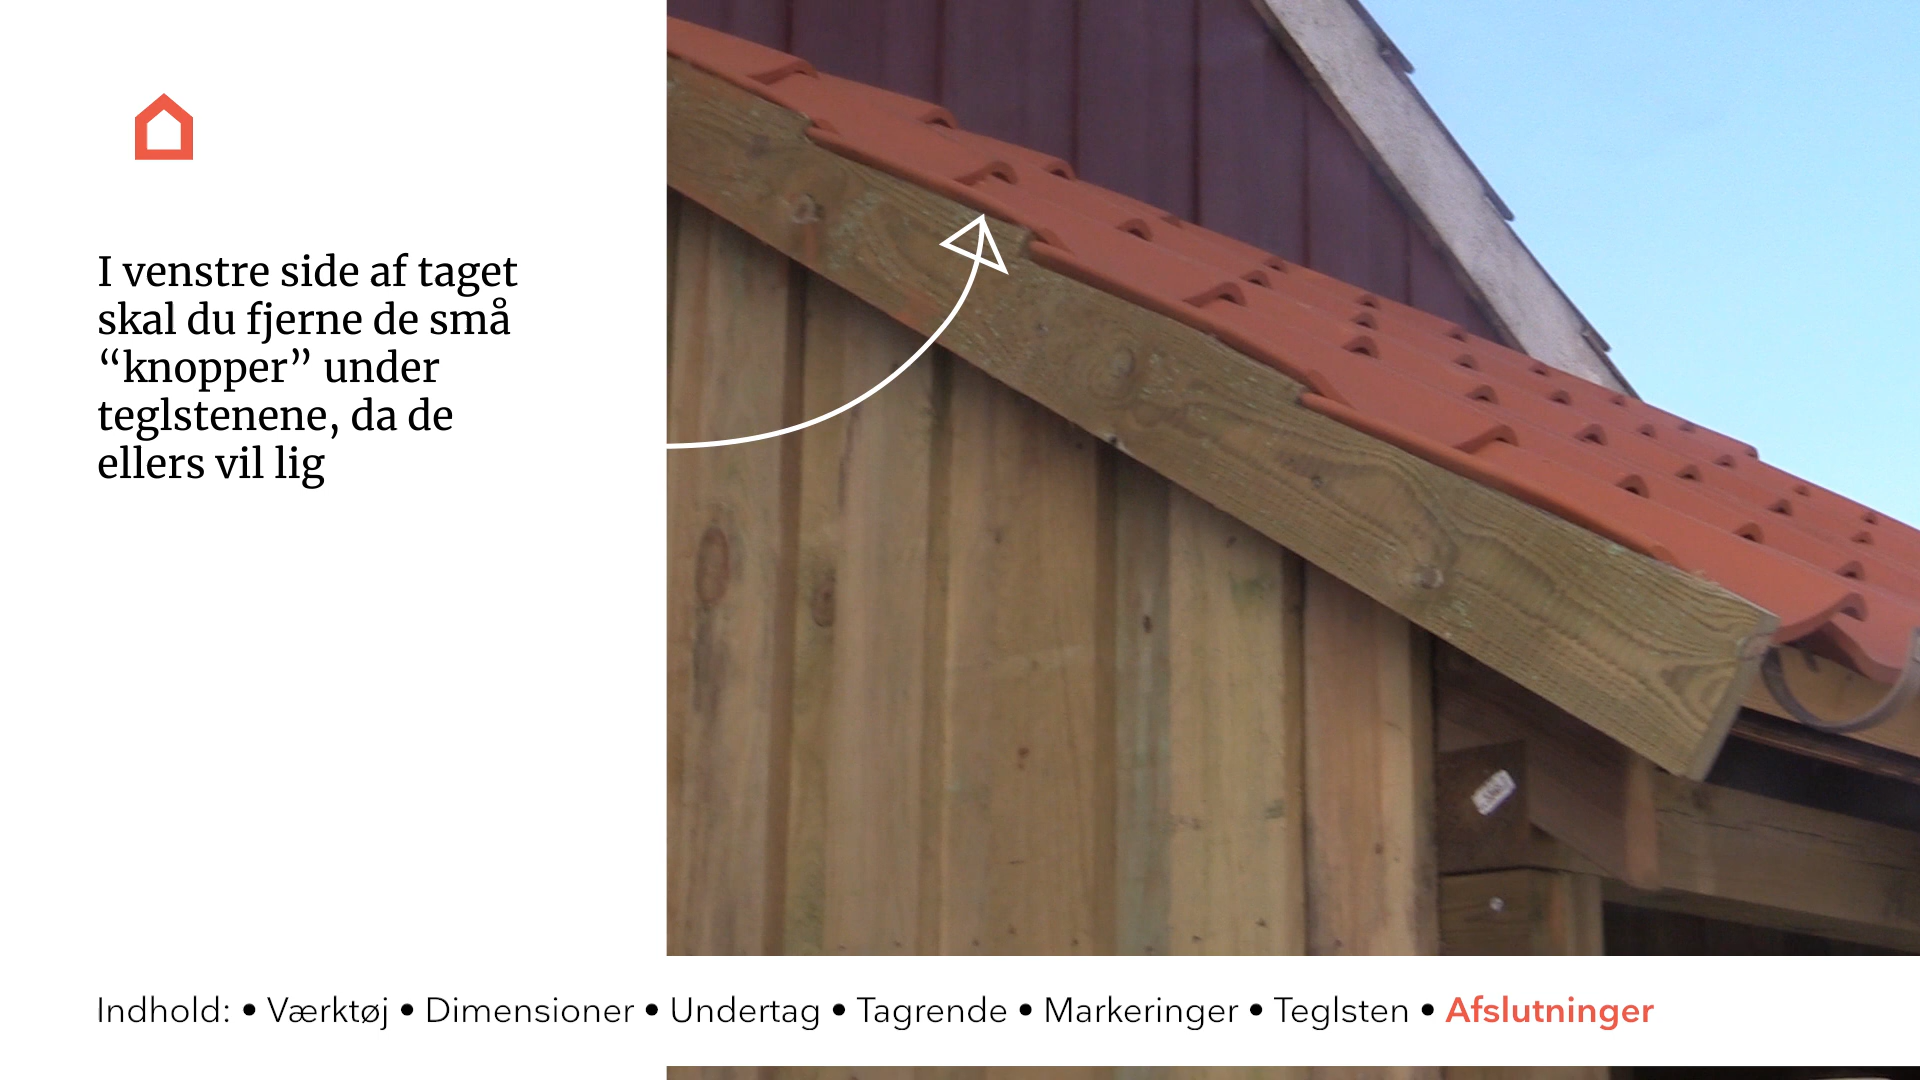 I venstre side af taget
skal du fjerne de små
“knopper” under
teglstenene, da de
ellers vil lig
Indhold: • Værktøj • Dimensioner • Undertag • Tagrende • Markeringer • Teglsten • Afslutninger